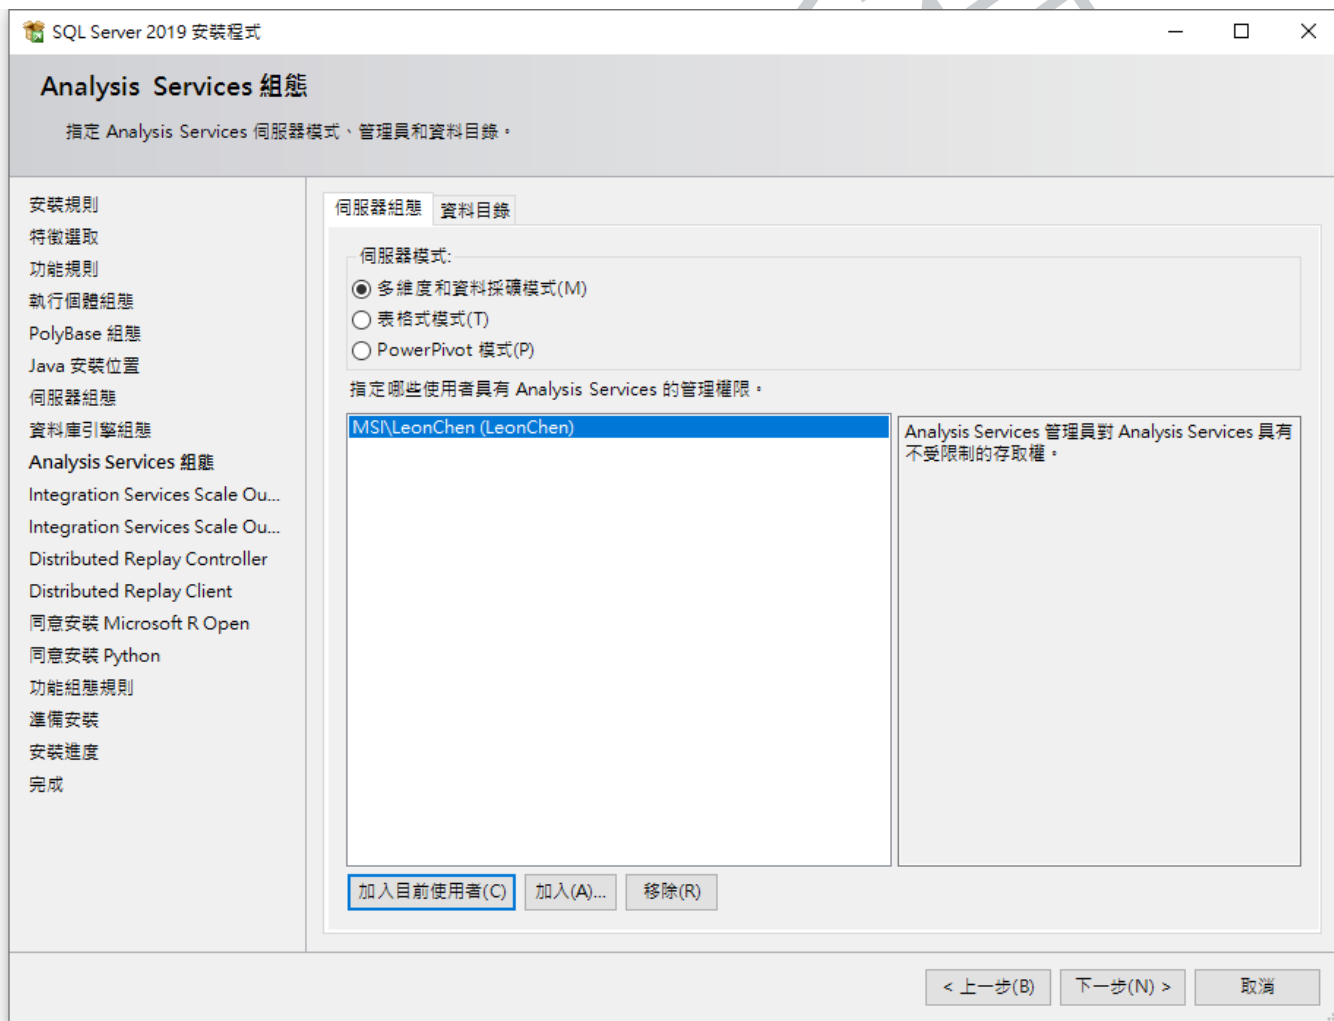 SQL Server 2019 安裝程式
Analysis Services 組態
指定 Analysis Services 伺服器模式、管理員和資料目錄。
安裝規則
特徵選取
功能規則
執行個體組態
PolyBase 組態
Java 安裝位置
伺服器組態
資料庫引擎組態
Analysis Services 組態
Integration Services Scale Ou...
Integration Services Scale Ou...
Distributed Replay Controller
Distributed Replay Client
同意安裝 Microsoft R Open
同意安裝 Python
功能組態規則
準備安裝
安裝進度
完成
伺服器組態 資料目錄
伺服器模式:
多維度和資料採礦模式(M)
表格式模式(T)
PowerPivot 模式(P)
指定哪些使用者具有 Analysis Services 的管理權限。
MSI\LeonChen (LeonChen)
Analysis Services 管理員對 Analysis Services 具有
不受限制的存取權。
加入目前使用者(C) 加入(A)... 移除(R)
< 上一步(B) 下一步(N) > 取消